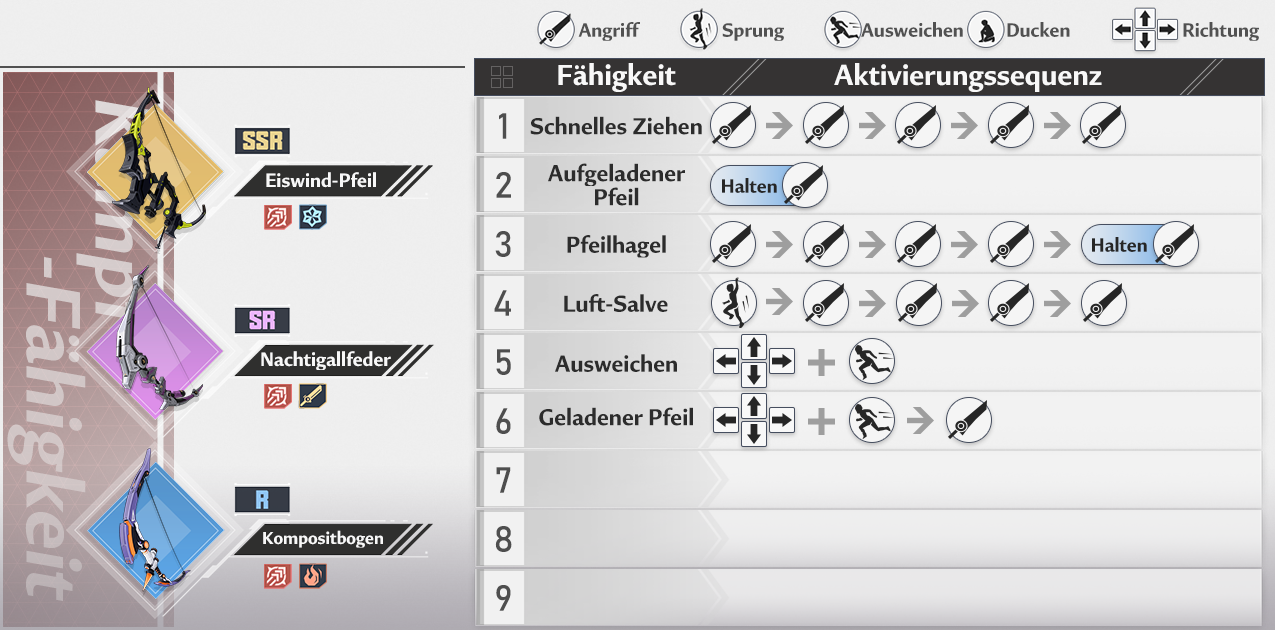 Angriff
Sprung
Ausweichen
Ducken
Richtung
Kampf
-Fähigkeit
SSR
Eiswind-Pfeil
SR
Nachtigallfeder
R
Kompositbogen
Fähigkeit Aktivierungssequenz
1 Schnelles Ziehen
2 Aufgeladener
Pfeil
Halten
3 Pfeilhagel Halten
4 Luft-Salve
5 Ausweichen
6 Geladener Pfeil
7
8
9